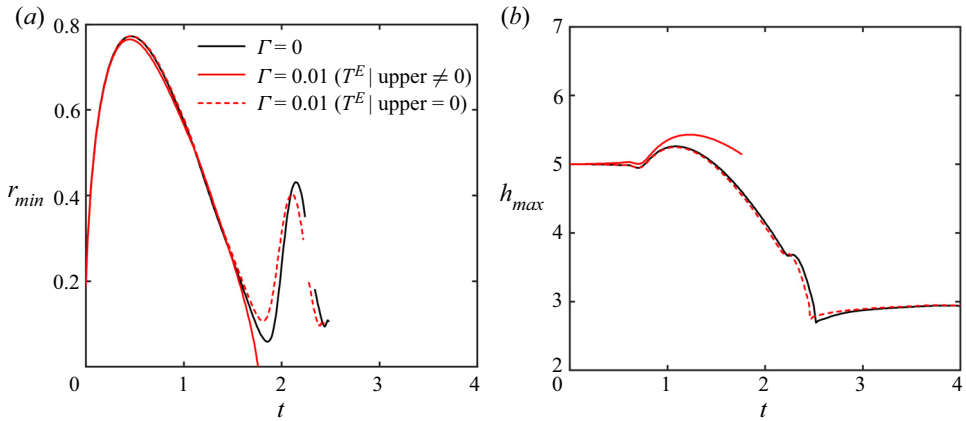 (a)
0.8
0.6
0.4
0.2
r_min
Γ = 0
Γ = 0.01 (T^E | upper ≠ 0)
Γ = 0.01 (T^E | upper = 0)
0 1 2 3 4
t
(b)
7
6
5
4
3
2
h_max
0 1 2 3 4
t